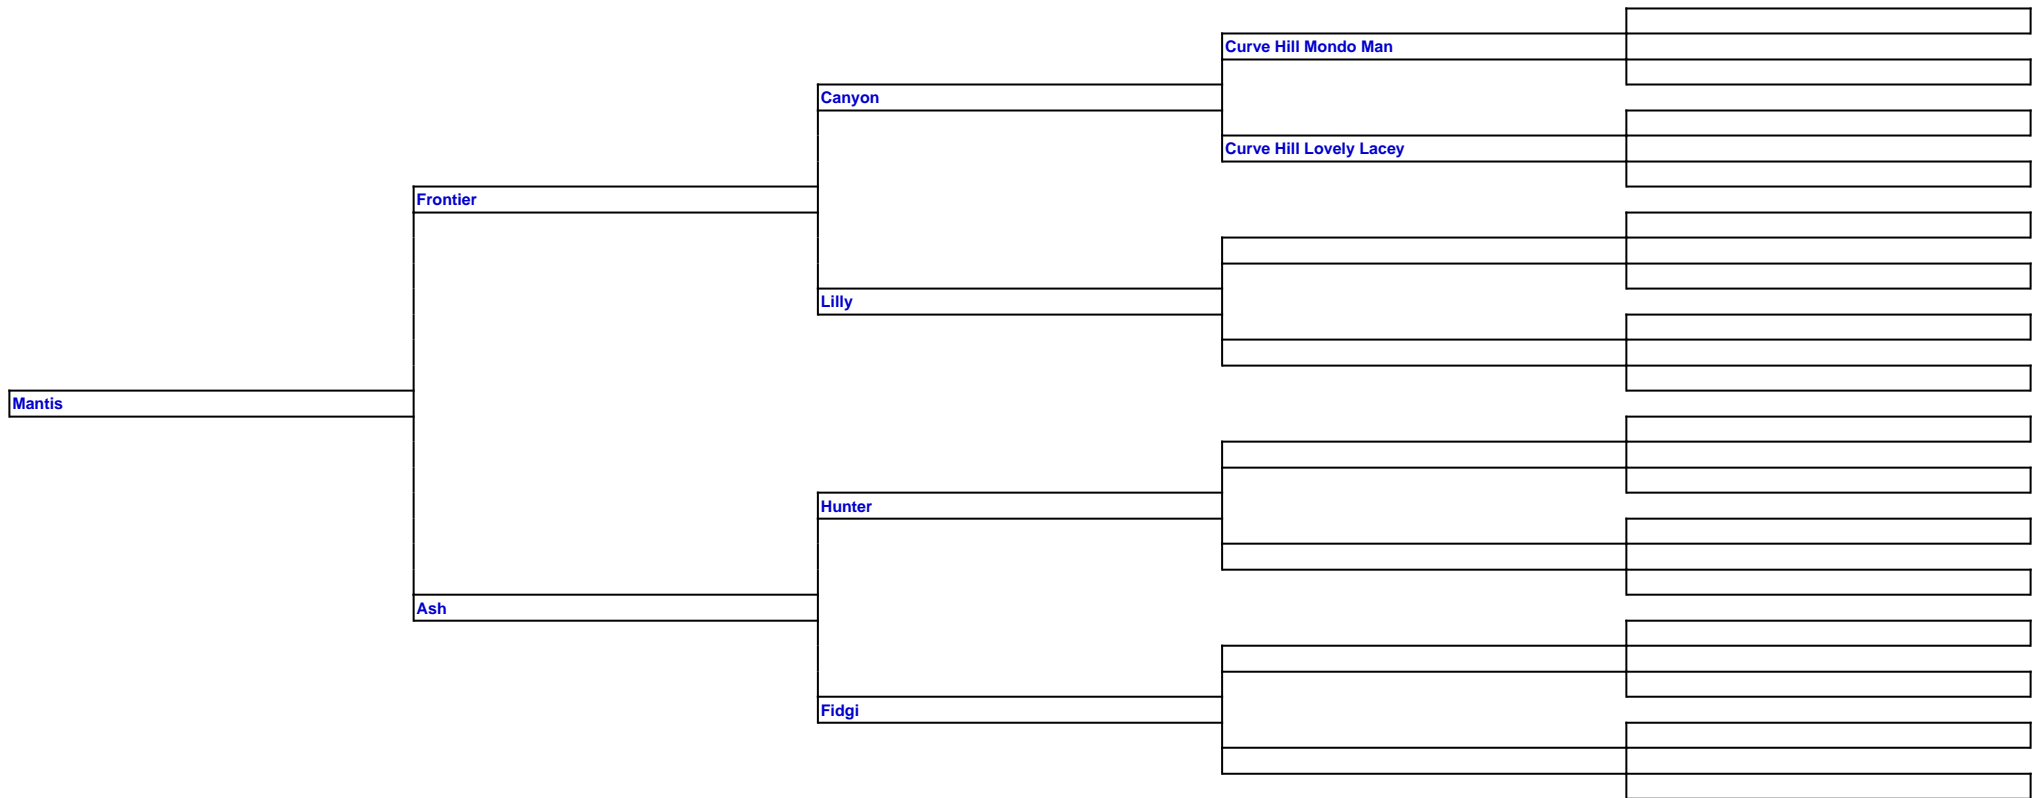 Curve Hill Mondo Man
Canyon
Curve Hill Lovely Lacey
Frontier
Lilly
Mantis
Hunter
Ash
Fidgi